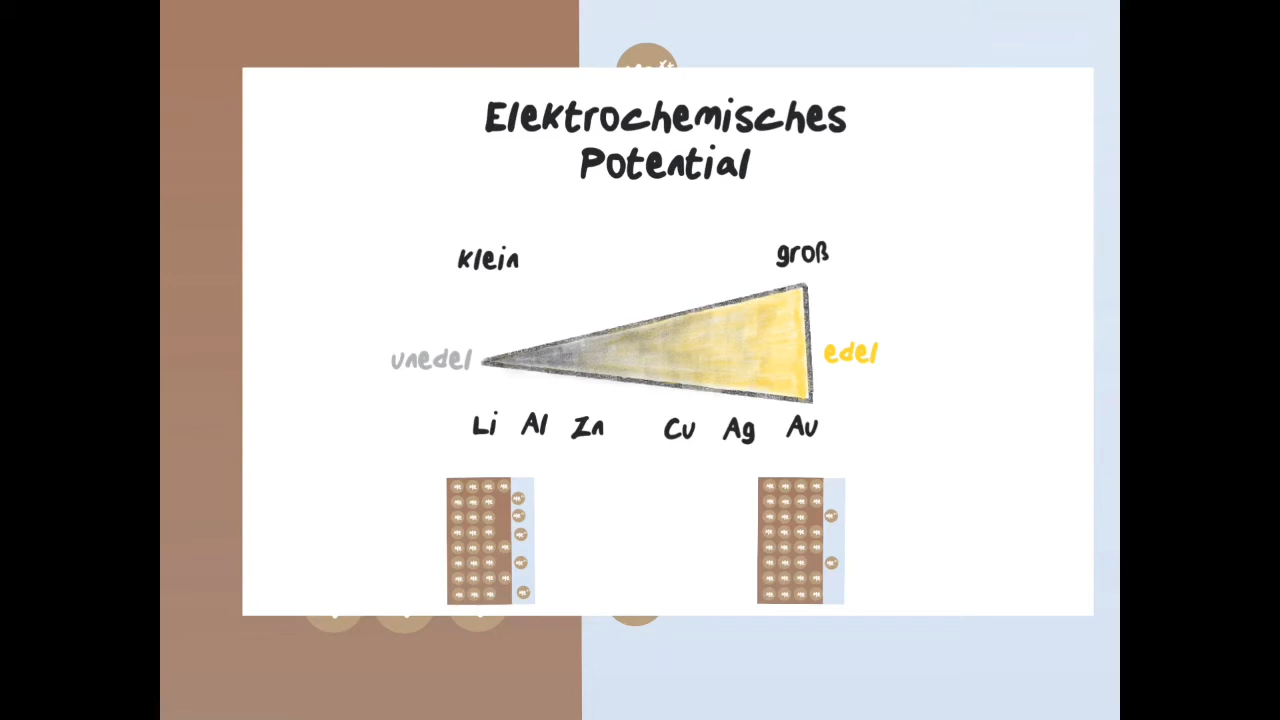 Elektrochemisches
Potential
klein groß
unedel edel
Li Al Zn Cu Ag Au